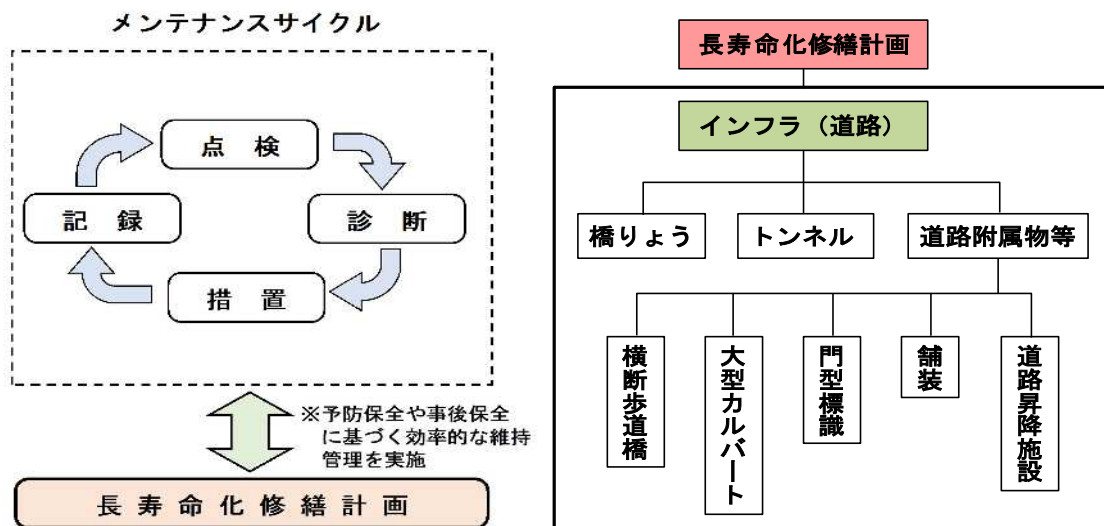 メンテナンスサイクル
点 検
診 断
措 置
記 録
※予防保全や事後保全
に基づく効率的な維持
管理を実施
長寿命化修繕計画
長寿命化修繕計画
インフラ（道路）
橋りょう
トンネル
道路附属物等
横断歩道橋
大型カルバート
門型標識
舗装
道路昇降施設